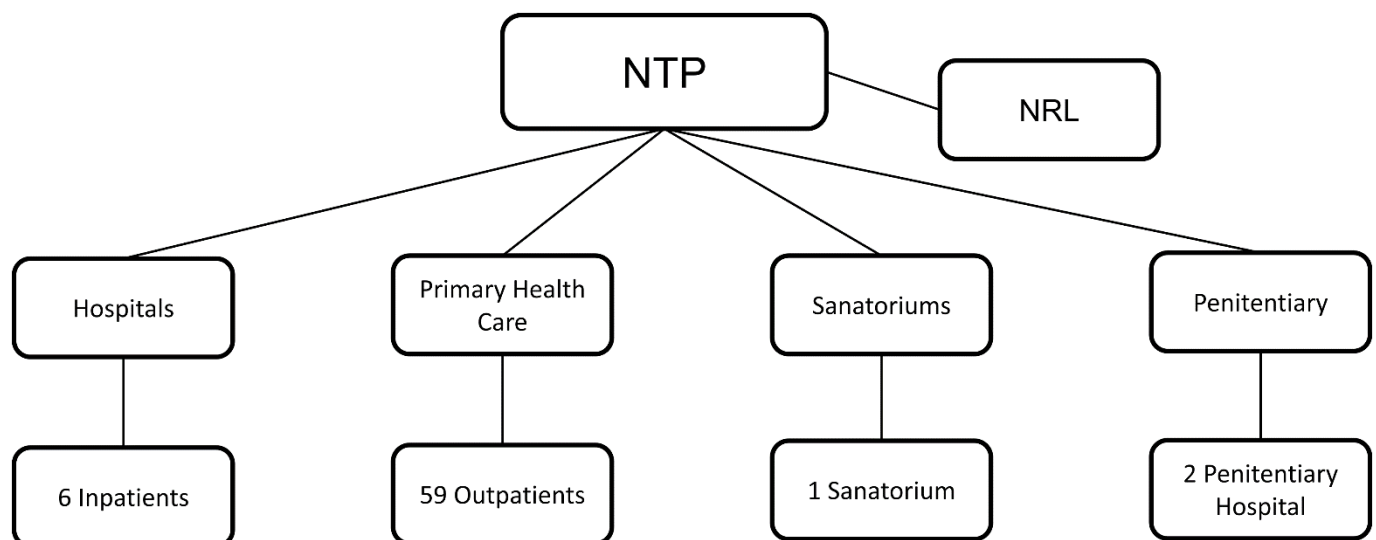 NTP
NRL
Hospitals
Primary Health
Care
Sanatoriums
Penitentiary
6 Inpatients
59 Outpatients
1 Sanatorium
2 Penitentiary
Hospital